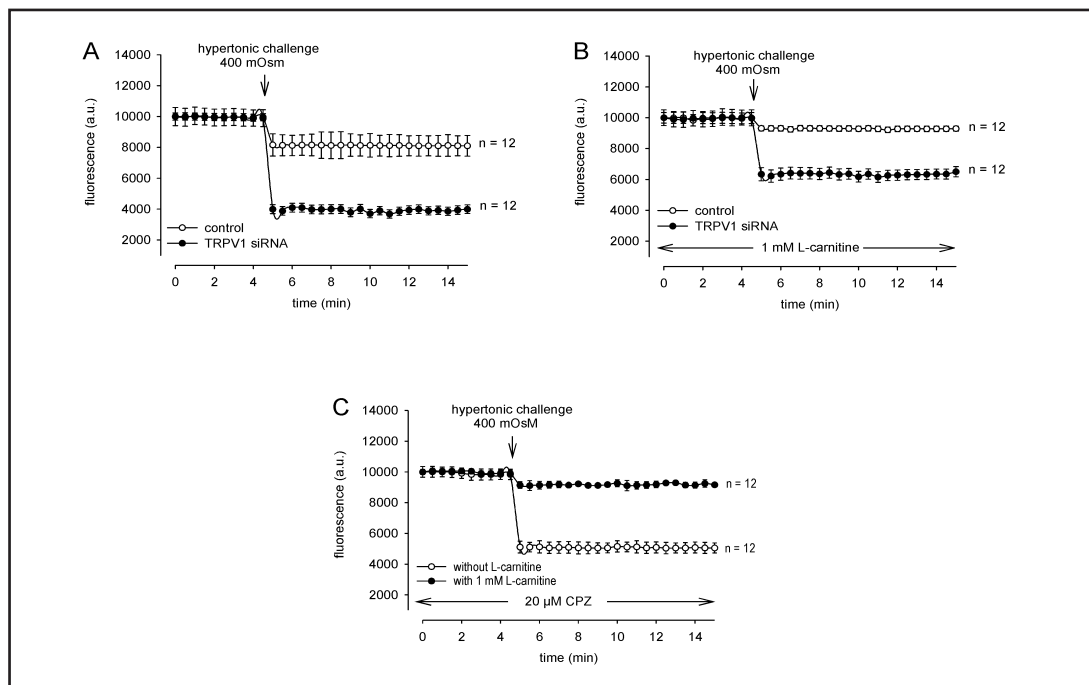 A
hypertonic challenge
400 mOsm
14000
12000
10000
8000
6000
4000
2000
fluorescence (a.u.)
n = 12
n = 12
control
TRPV1 siRNA
0 2 4 6 8 10 12 14
time (min)
B
hypertonic challenge
400 mOsm
14000
12000
10000
8000
6000
4000
2000
fluorescence (a.u.)
n = 12
n = 12
control
TRPV1 siRNA
1 mM L-carnitine
0 2 4 6 8 10 12 14
time (min)
C
hypertonic challenge
400 mOsM
14000
12000
10000
8000
6000
4000
2000
fluorescence (a.u.)
n = 12
n = 12
without L-carnitine
with 1 mM L-carnitine
20 µM CPZ
0 2 4 6 8 10 12 14
time (min)